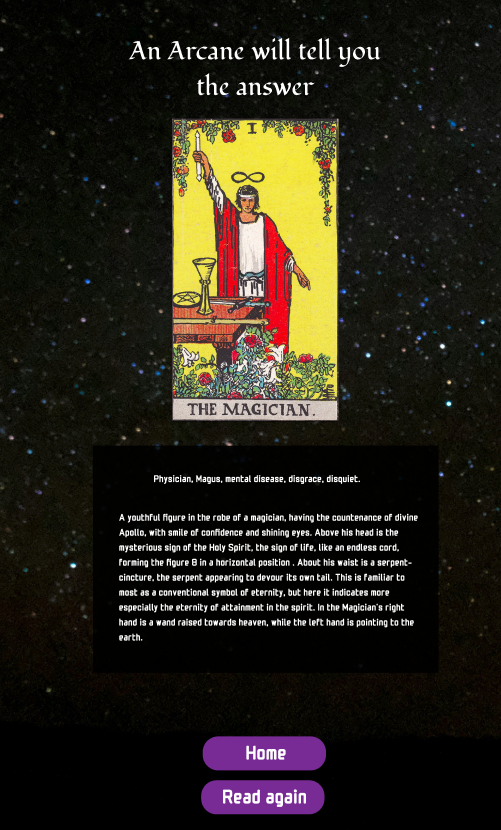 An Arcane will tell you
the answer
I
THE MAGICIAN.
Physician, Magus, mental disease, disgrace, disquiet.
A youthful figure in the robe of a magician, having the countenance of divine
Apollo, with smile of confidence and shining eyes. Above his head is the
mysterious sign of the Holy Spirit, the sign of life, like an endless cord,
forming the figure 8 in a horizontal position . About his waist is a serpent-
cincture, the serpent appearing to devour its own tail. This is familiar to
most as a conventional symbol of eternity, but here it indicates more
especially the eternity of attainment in the spirit. In the Magician's right
hand is a wand raised towards heaven, while the left hand is pointing to the
earth.
Home
Read again